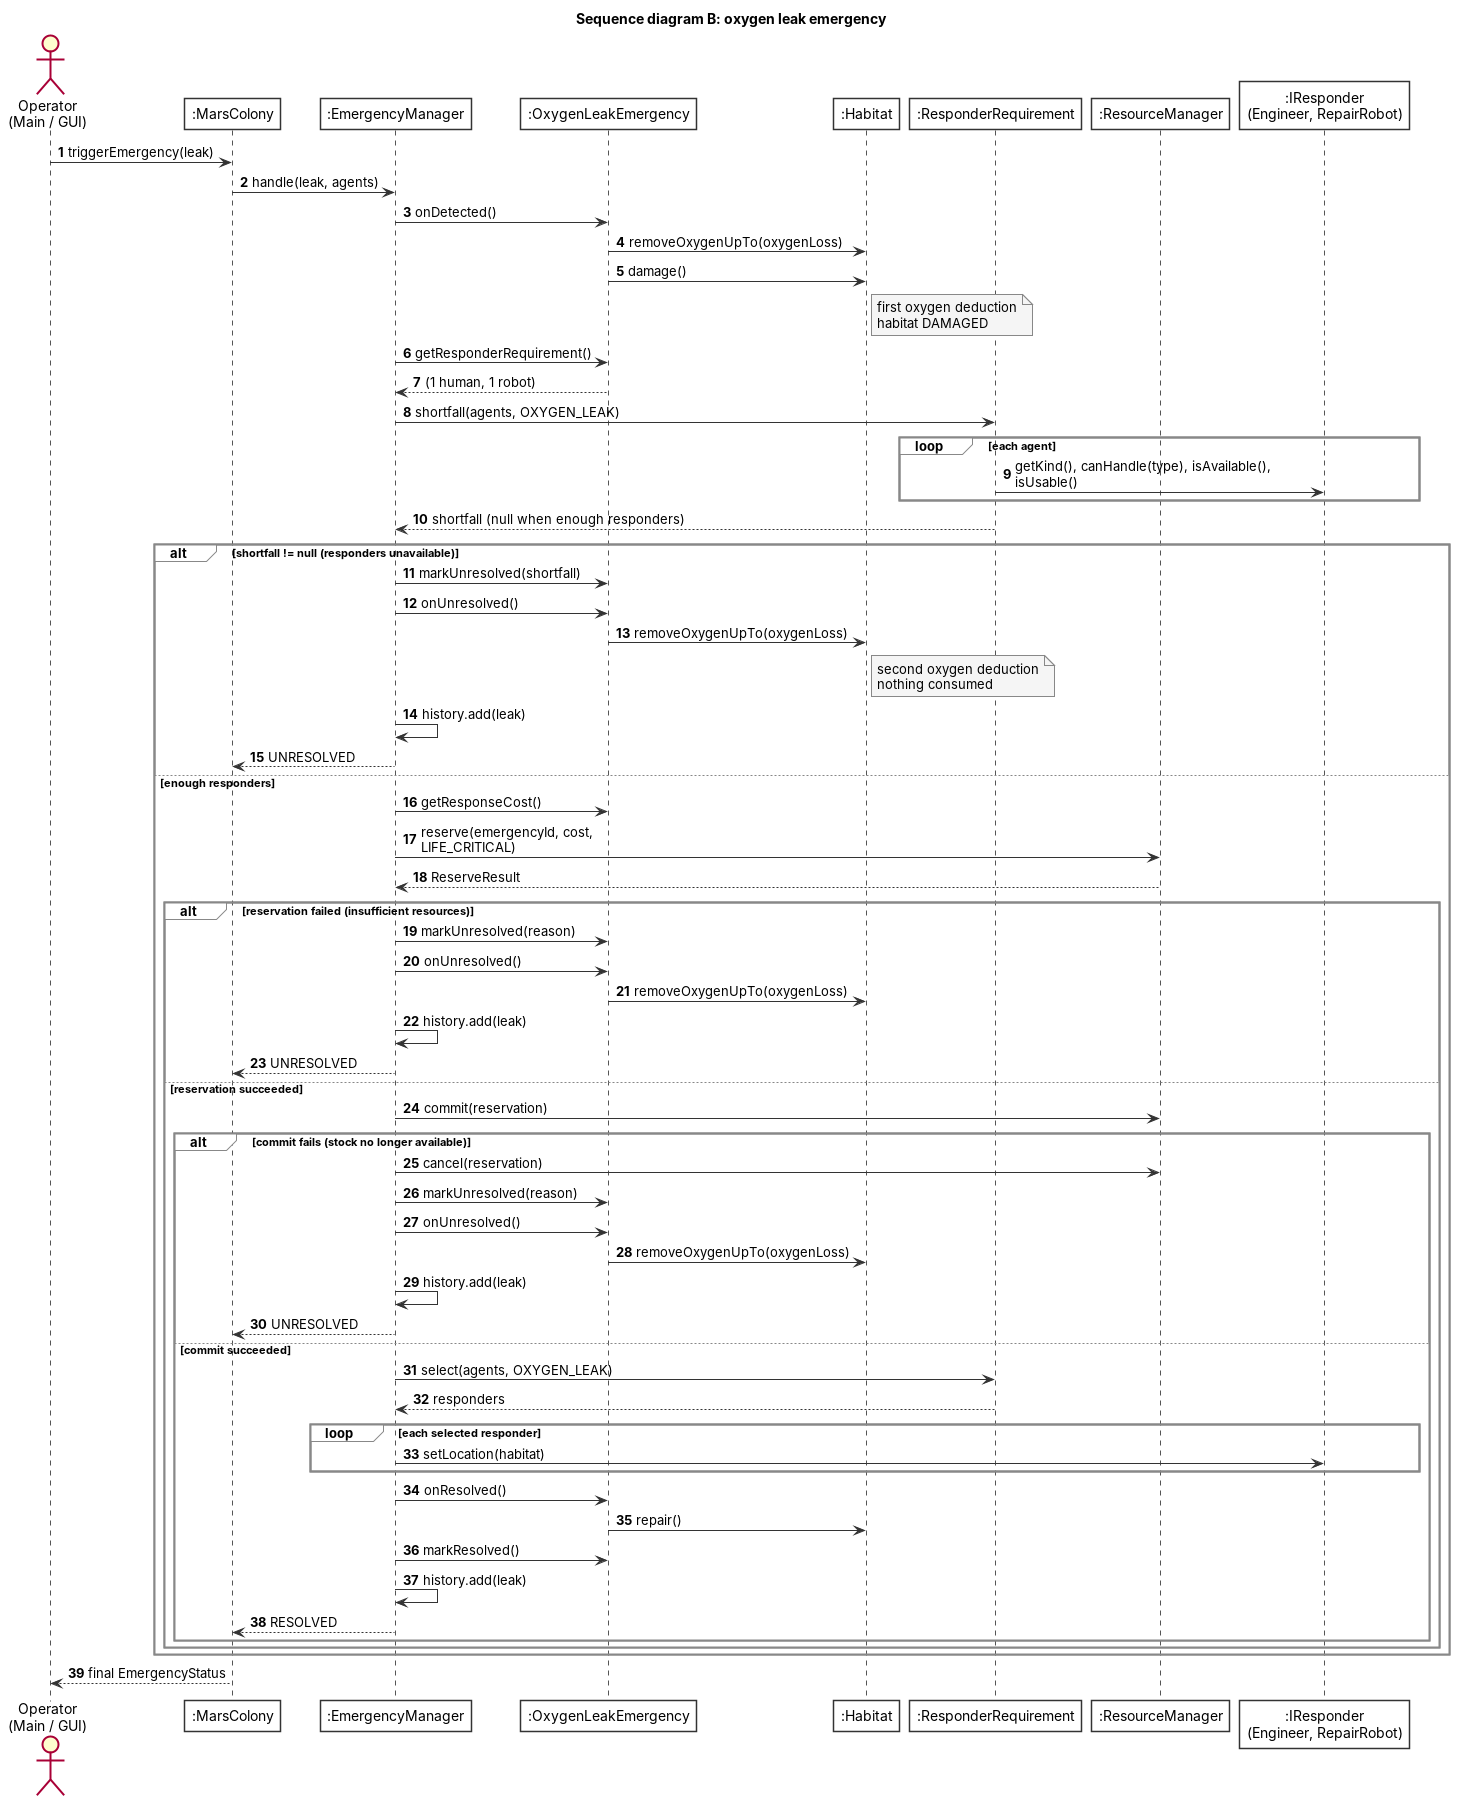 Sequence diagram B: oxygen leak emergency
Operator
(Main / GUI)
:MarsColony
:EmergencyManager
:OxygenLeakEmergency
:Habitat
:ResponderRequirement
:ResourceManager
:IResponder
(Engineer, RepairRobot)
1 triggerEmergency(leak)
2 handle(leak, agents)
3 onDetected()
4 removeOxygenUpTo(oxygenLoss)
5 damage()
first oxygen deduction
habitat DAMAGED
6 getResponderRequirement()
7 (1 human, 1 robot)
8 shortfall(agents, OXYGEN_LEAK)
loop [each agent]
9 getKind(), canHandle(type), isAvailable(),
isUsable()
10 shortfall (null when enough responders)
alt [shortfall != null (responders unavailable)]
11 markUnresolved(shortfall)
12 onUnresolved()
13 removeOxygenUpTo(oxygenLoss)
second oxygen deduction
nothing consumed
14 history.add(leak)
15 UNRESOLVED
[enough responders]
16 getResponseCost()
17 reserve(emergencyId, cost,
LIFE_CRITICAL)
18 ReserveResult
alt [reservation failed (insufficient resources)]
19 markUnresolved(reason)
20 onUnresolved()
21 removeOxygenUpTo(oxygenLoss)
22 history.add(leak)
23 UNRESOLVED
[reservation succeeded]
24 commit(reservation)
alt [commit fails (stock no longer available)]
25 cancel(reservation)
26 markUnresolved(reason)
27 onUnresolved()
28 removeOxygenUpTo(oxygenLoss)
29 history.add(leak)
30 UNRESOLVED
[commit succeeded]
31 select(agents, OXYGEN_LEAK)
32 responders
loop [each selected responder]
33 setLocation(habitat)
34 onResolved()
35 repair()
36 markResolved()
37 history.add(leak)
38 RESOLVED
39 final EmergencyStatus
Operator
(Main / GUI)
:MarsColony
:EmergencyManager
:OxygenLeakEmergency
:Habitat
:ResponderRequirement
:ResourceManager
:IResponder
(Engineer, RepairRobot)